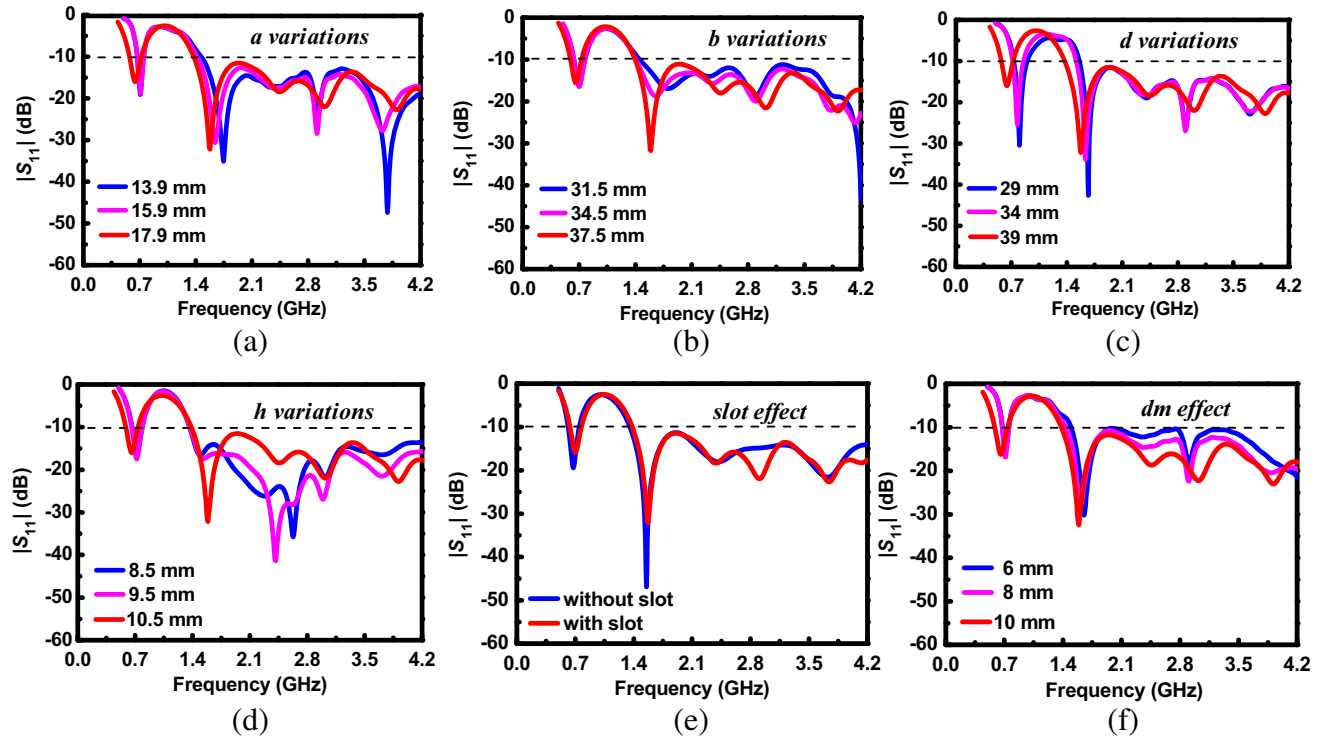 a variations
|S11| (dB)
0
-10
-20
-30
-40
-50
-60
13.9 mm
15.9 mm
17.9 mm
0.0 0.7 1.4 2.1 2.8 3.5 4.2
Frequency (GHz)
(a)
b variations
|S11| (dB)
0
-10
-20
-30
-40
-50
-60
31.5 mm
34.5 mm
37.5 mm
0.0 0.7 1.4 2.1 2.8 3.5 4.2
Frequency (GHz)
(b)
d variations
|S11| (dB)
0
-10
-20
-30
-40
-50
-60
29 mm
34 mm
39 mm
0.0 0.7 1.4 2.1 2.8 3.5 4.2
Frequency (GHz)
(c)
h variations
|S11| (dB)
0
-10
-20
-30
-40
-50
-60
8.5 mm
9.5 mm
10.5 mm
0.0 0.7 1.4 2.1 2.8 3.5 4.2
Frequency (GHz)
(d)
slot effect
|S11| (dB)
0
-10
-20
-30
-40
-50
-60
without slot
with slot
0.0 0.7 1.4 2.1 2.8 3.5 4.2
Frequency (GHz)
(e)
dm effect
|S11| (dB)
0
-10
-20
-30
-40
-50
-60
6 mm
8 mm
10 mm
0.0 0.7 1.4 2.1 2.8 3.5 4.2
Frequency (GHz)
(f)